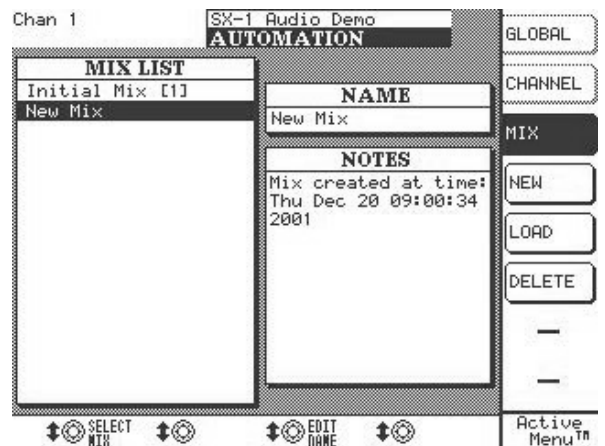 Chan 1
SX-1 Audio Demo
AUTOMATION
MIX LIST
Initial Mix [1]
New Mix
NAME
New Mix
NOTES
Mix created at time:
Thu Dec 20 09:00:34
2001
GLOBAL
CHANNEL
MIX
NEW
LOAD
DELETE
SELECT
MIX
EDIT
NAME
Active
Menu™